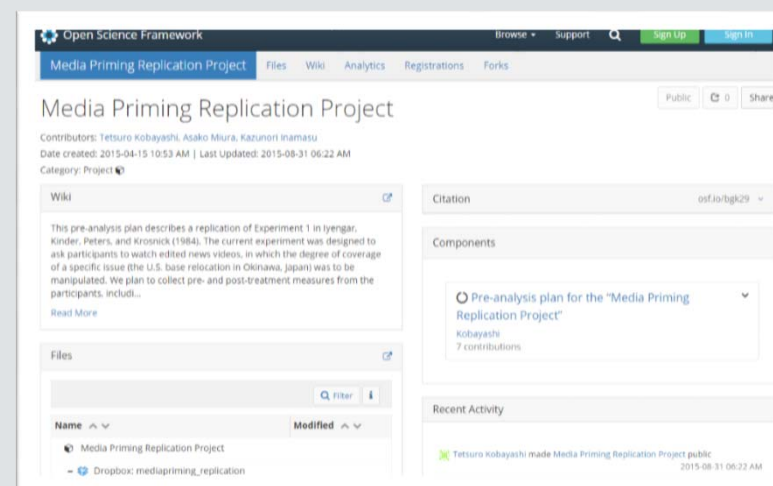 Open Science Framework
Browse
Support
Sign Up
Sign In
Media Priming Replication Project
Files
Wiki
Analytics
Registrations
Forks
Media Priming Replication Project
Public
0
Share
Contributors: Tetsuro Kobayashi, Asako Miura, Kazunori Inamasu
Date created: 2015-04-15 10:53 AM | Last Updated: 2015-08-31 06:22 AM
Category: Project
Wiki
This pre-analysis plan describes a replication of Experiment 1 in Iyengar,
Kinder, Peters, and Krosnick (1984). The current experiment was designed to
ask participants to watch edited news videos, in which the degree of coverage
of a specific issue (the U.S. base relocation in Okinawa, Japan) was to be
manipulated. We plan to collect pre- and post-treatment measures from the
participants, includi...
Read More
Files
Filter
i
Name
Modified
Media Priming Replication Project
– Dropbox: mediapriming_replication
Citation
osf.io/bgk29
Components
Pre-analysis plan for the "Media Priming
Replication Project"
Kobayashi
7 contributions
Recent Activity
Tetsuro Kobayashi made Media Priming Replication Project public
2015-08-31 06:22 AM